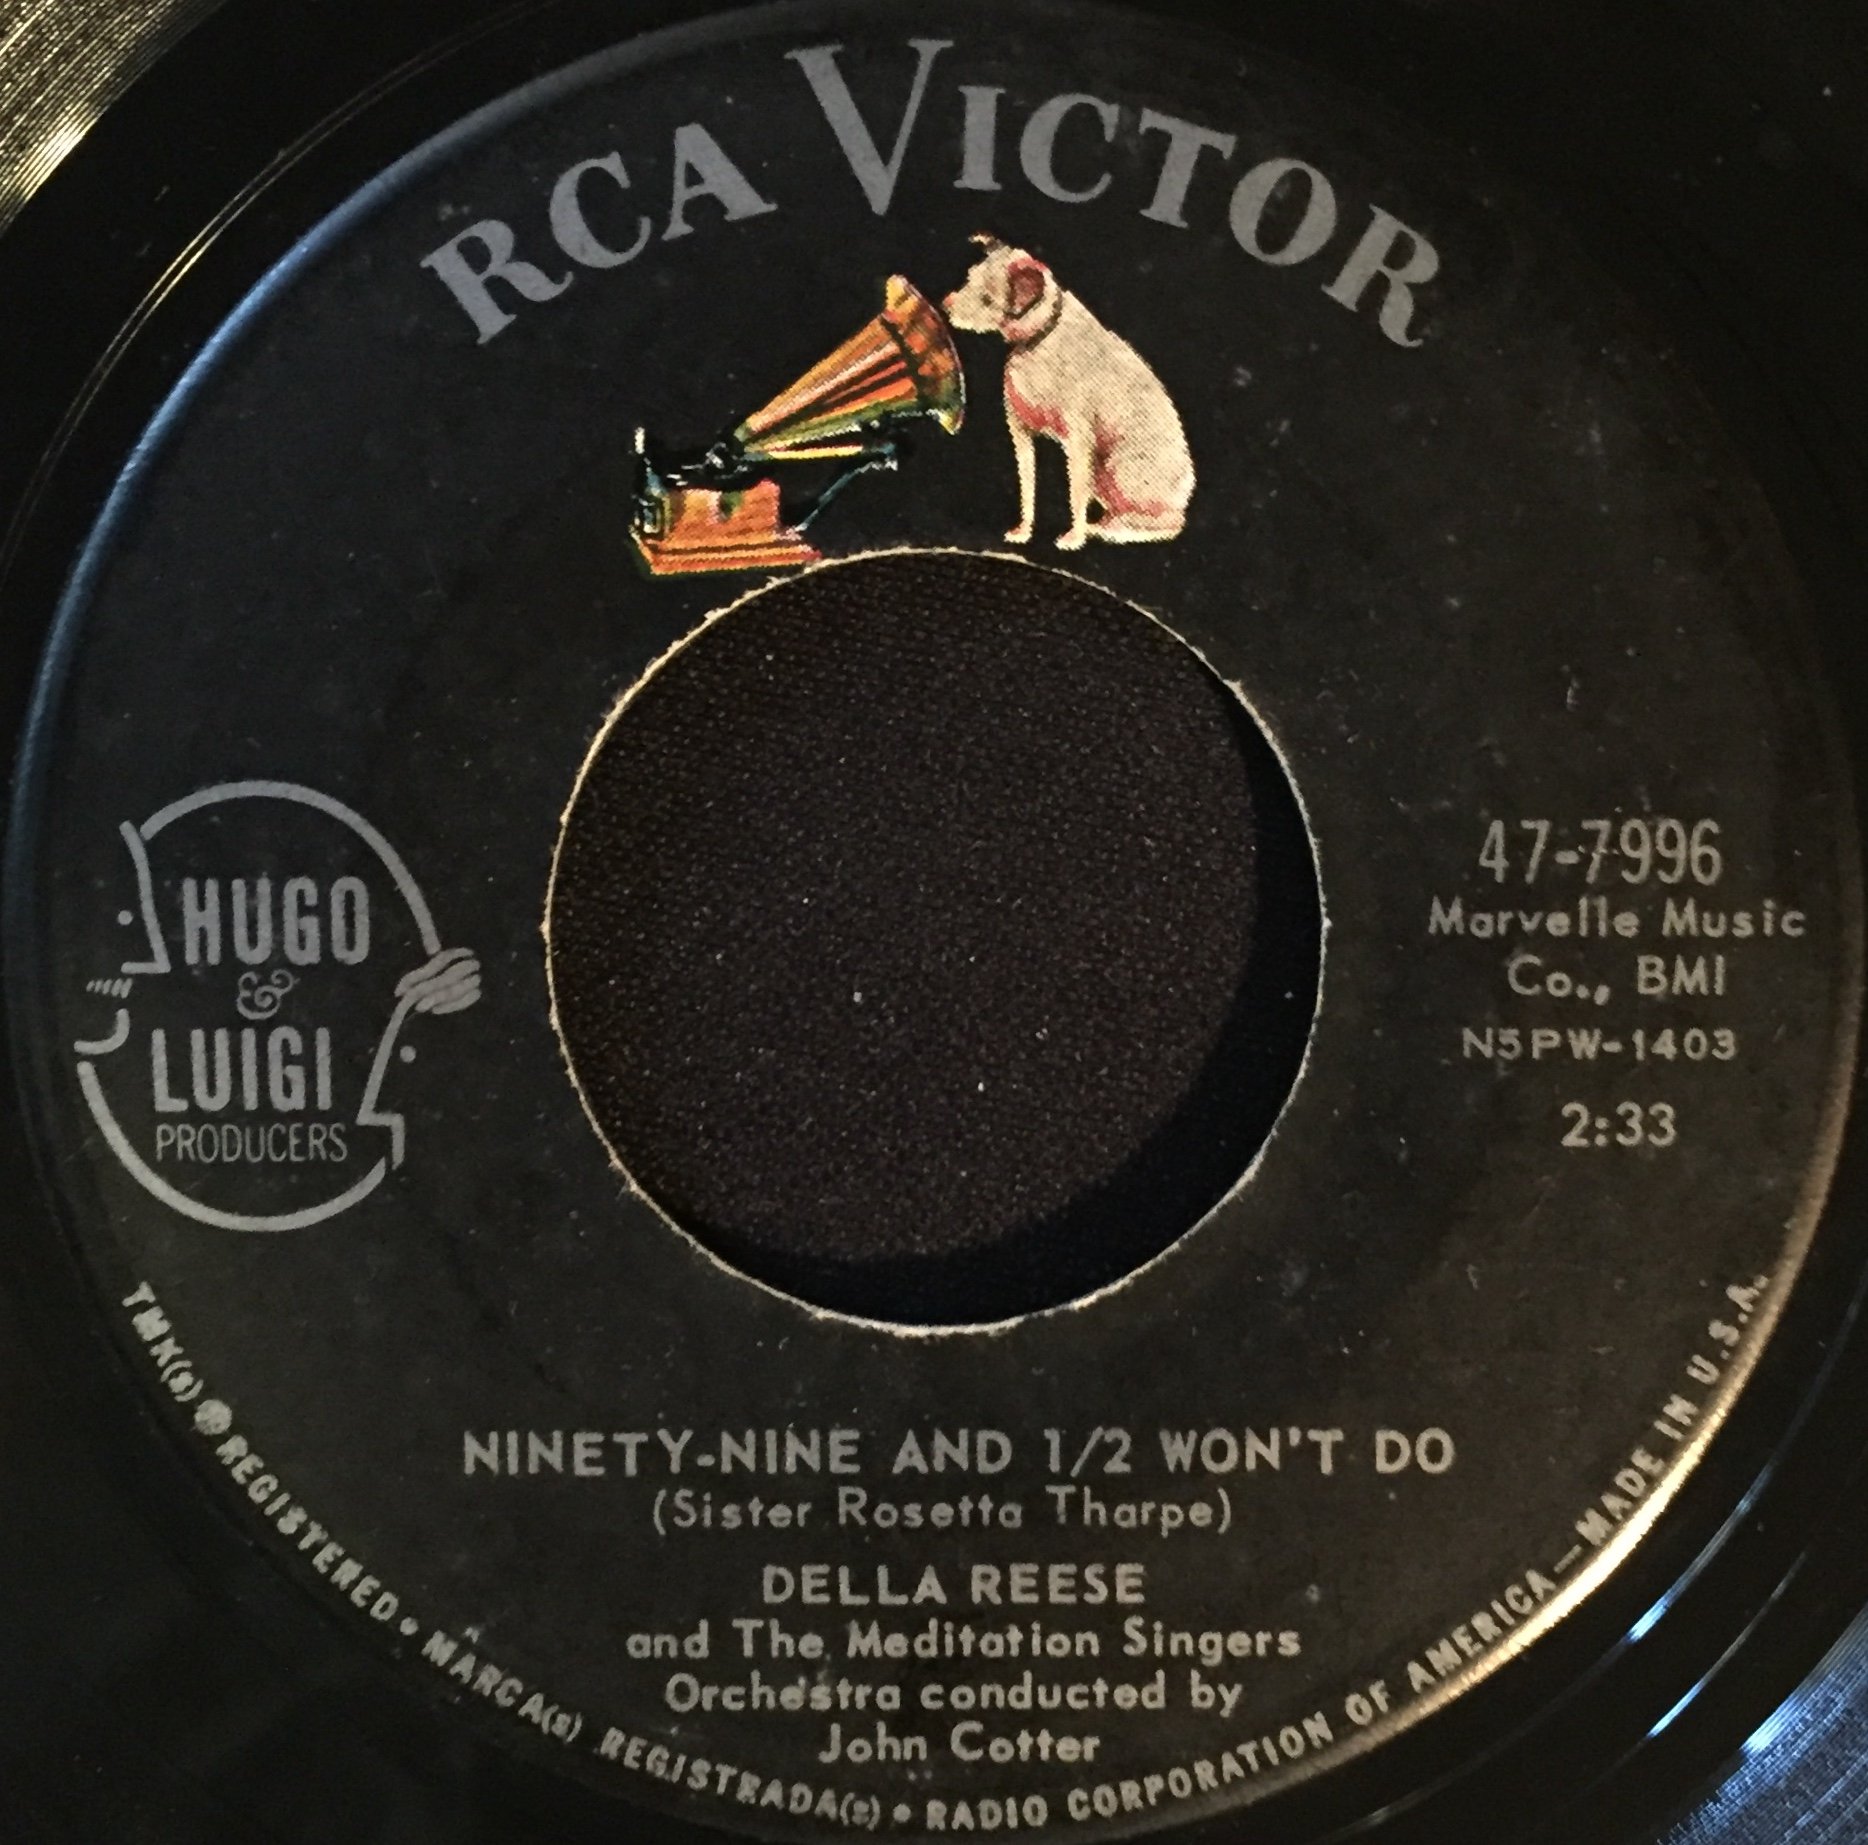 RCA VICTOR
HUGO
&
LUIGI
PRODUCERS
47-7996
Marvelle Music
Co., BMI
N5PW-1403
2:33
NINETY-NINE AND 1/2 WON'T DO
(Sister Rosetta Tharpe)
DELLA REESE
and The Meditation Singers
Orchestra conducted by
John Cotter
TMK(s) ® REGISTERED • MARCA(s) REGISTRADA(s) • RADIO CORPORATION OF AMERICA—MADE IN U.S.A.